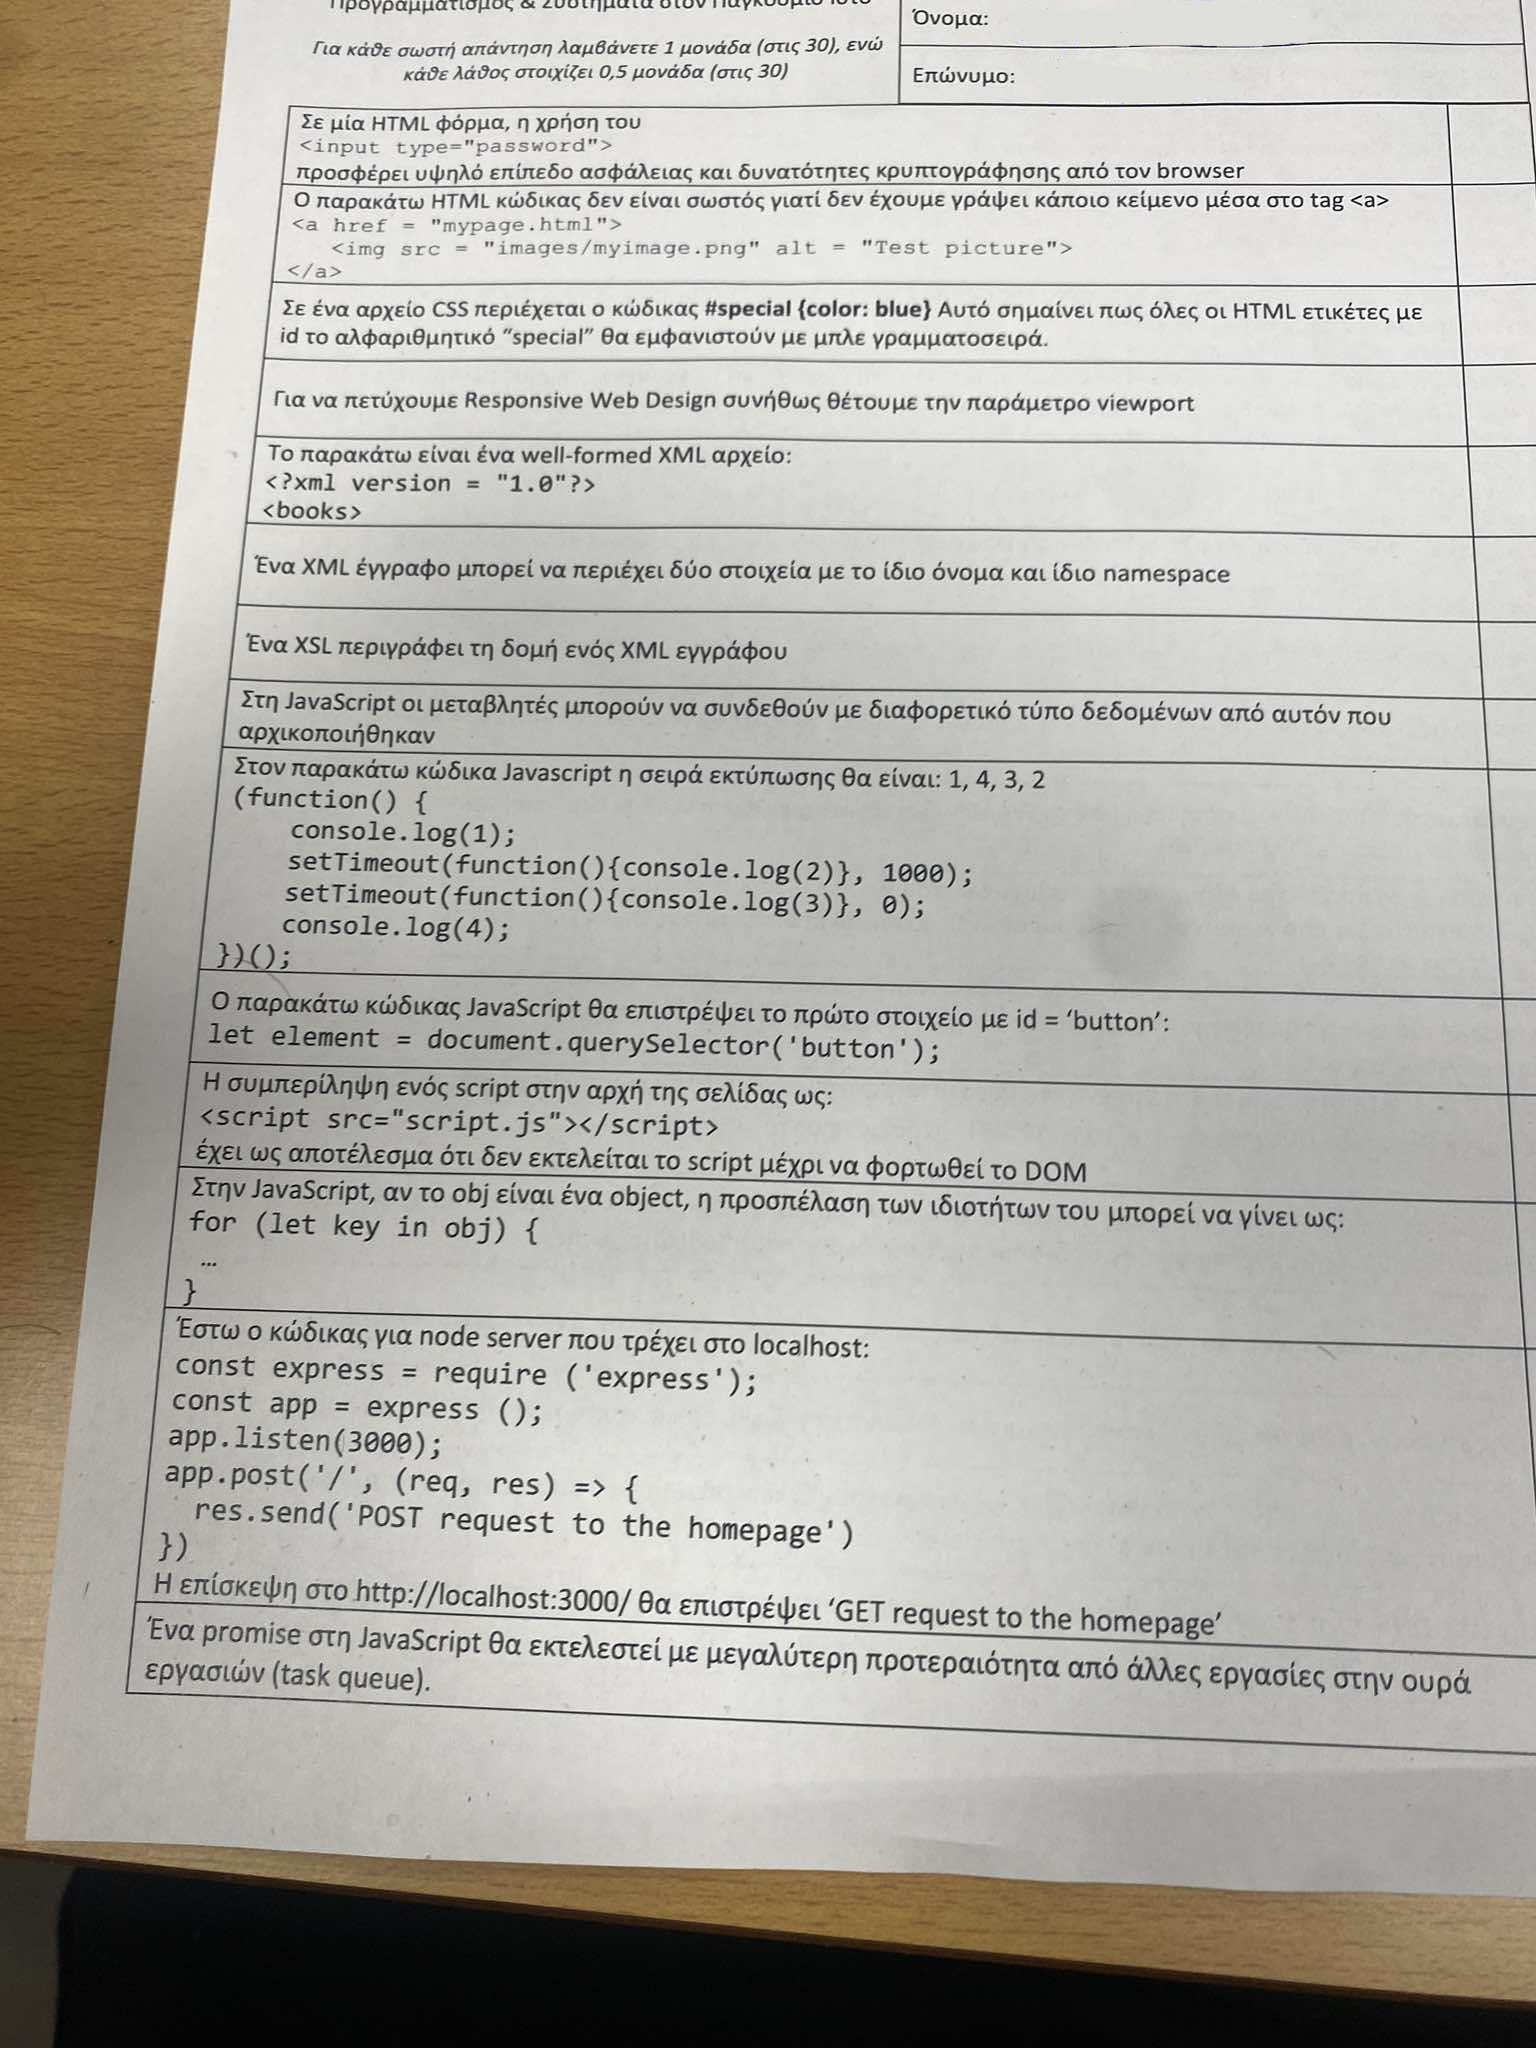 Προγραμματισμός & Συστήματα στον Παγκόσμιο Ιστό
Για κάθε σωστή απάντηση λαμβάνετε 1 μονάδα (στις 30), ενώ
κάθε λάθος στοιχίζει 0,5 μονάδα (στις 30)
Όνομα:
Επώνυμο:
Σε μία HTML φόρμα, η χρήση του
<input type="password">
προσφέρει υψηλό επίπεδο ασφάλειας και δυνατότητες κρυπτογράφησης από τον browser
Ο παρακάτω HTML κώδικας δεν είναι σωστός γιατί δεν έχουμε γράψει κάποιο κείμενο μέσα στο tag <a>
<a href = "mypage.html">
<img src = "images/myimage.png" alt = "Test picture">
</a>
Σε ένα αρχείο CSS περιέχεται ο κώδικας #special {color: blue} Αυτό σημαίνει πως όλες οι HTML ετικέτες με
id το αλφαριθμητικό “special” θα εμφανιστούν με μπλε γραμματοσειρά.
Για να πετύχουμε Responsive Web Design συνήθως θέτουμε την παράμετρο viewport
Το παρακάτω είναι ένα well-formed XML αρχείο:
<?xml version = "1.0"?>
<books>
Ένα XML έγγραφο μπορεί να περιέχει δύο στοιχεία με το ίδιο όνομα και ίδιο namespace
Ένα XSL περιγράφει τη δομή ενός XML εγγράφου
Στη JavaScript οι μεταβλητές μπορούν να συνδεθούν με διαφορετικό τύπο δεδομένων από αυτόν που
αρχικοποιήθηκαν
Στον παρακάτω κώδικα Javascript η σειρά εκτύπωσης θα είναι: 1, 4, 3, 2
(function() {
console.log(1);
setTimeout(function(){console.log(2)}, 1000);
setTimeout(function(){console.log(3)}, 0);
console.log(4);
})();
Ο παρακάτω κώδικας JavaScript θα επιστρέψει το πρώτο στοιχείο με id = ‘button’:
let element = document.querySelector('button');
Η συμπερίληψη ενός script στην αρχή της σελίδας ως:
<script src="script.js"></script>
έχει ως αποτέλεσμα ότι δεν εκτελείται το script μέχρι να φορτωθεί το DOM
Στην JavaScript, αν το obj είναι ένα object, η προσπέλαση των ιδιοτήτων του μπορεί να γίνει ως:
for (let key in obj) {
…
}
Έστω ο κώδικας για node server που τρέχει στο localhost:
const express = require ('express');
const app = express ();
app.listen(3000);
app.post('/', (req, res) => {
res.send('POST request to the homepage')
})
Η επίσκεψη στο http://localhost:3000/ θα επιστρέψει ‘GET request to the homepage’
Ένα promise στη JavaScript θα εκτελεστεί με μεγαλύτερη προτεραιότητα από άλλες εργασίες στην ουρά
εργασιών (task queue).